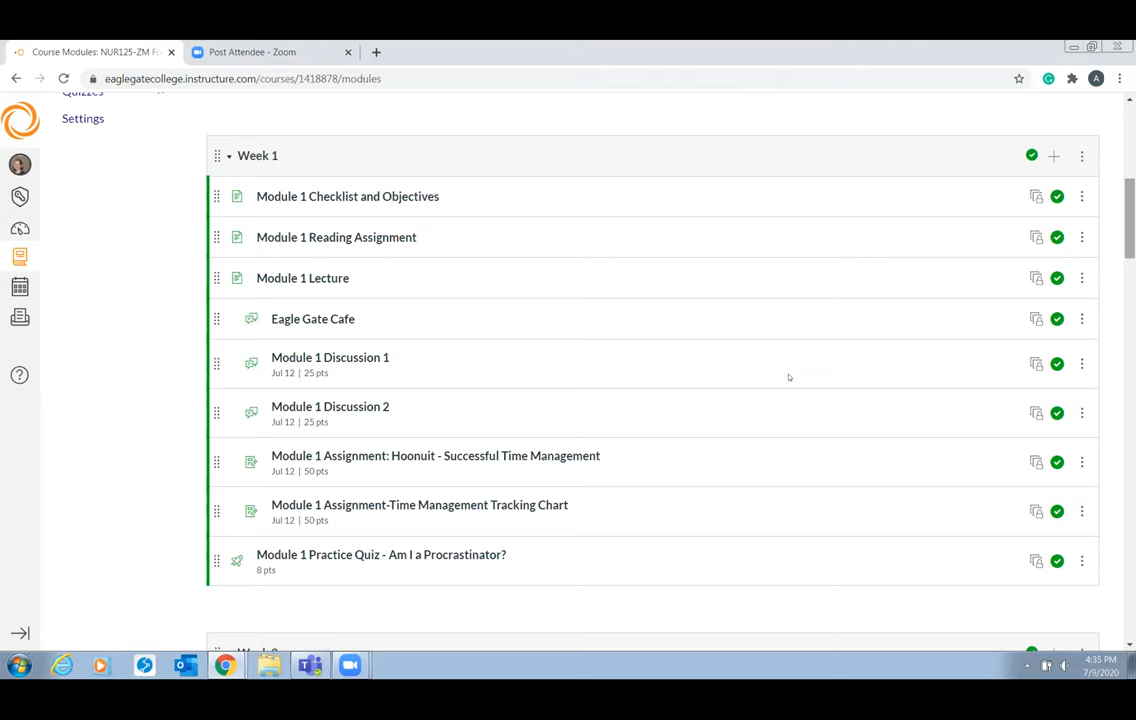 Course Modules: NUR125-ZM Fo
Post Attendee - Zoom
eaglegatecollege.instructure.com/courses/1418878/modules
A
Quizzes
Settings
Week 1
Module 1 Checklist and Objectives
Module 1 Reading Assignment
Module 1 Lecture
Eagle Gate Cafe
Module 1 Discussion 1
Jul 12 | 25 pts
Module 1 Discussion 2
Jul 12 | 25 pts
Module 1 Assignment: Hoonuit - Successful Time Management
Jul 12 | 50 pts
Module 1 Assignment-Time Management Tracking Chart
Jul 12 | 50 pts
Module 1 Practice Quiz - Am I a Procrastinator?
8 pts
4:35 PM
7/9/2020